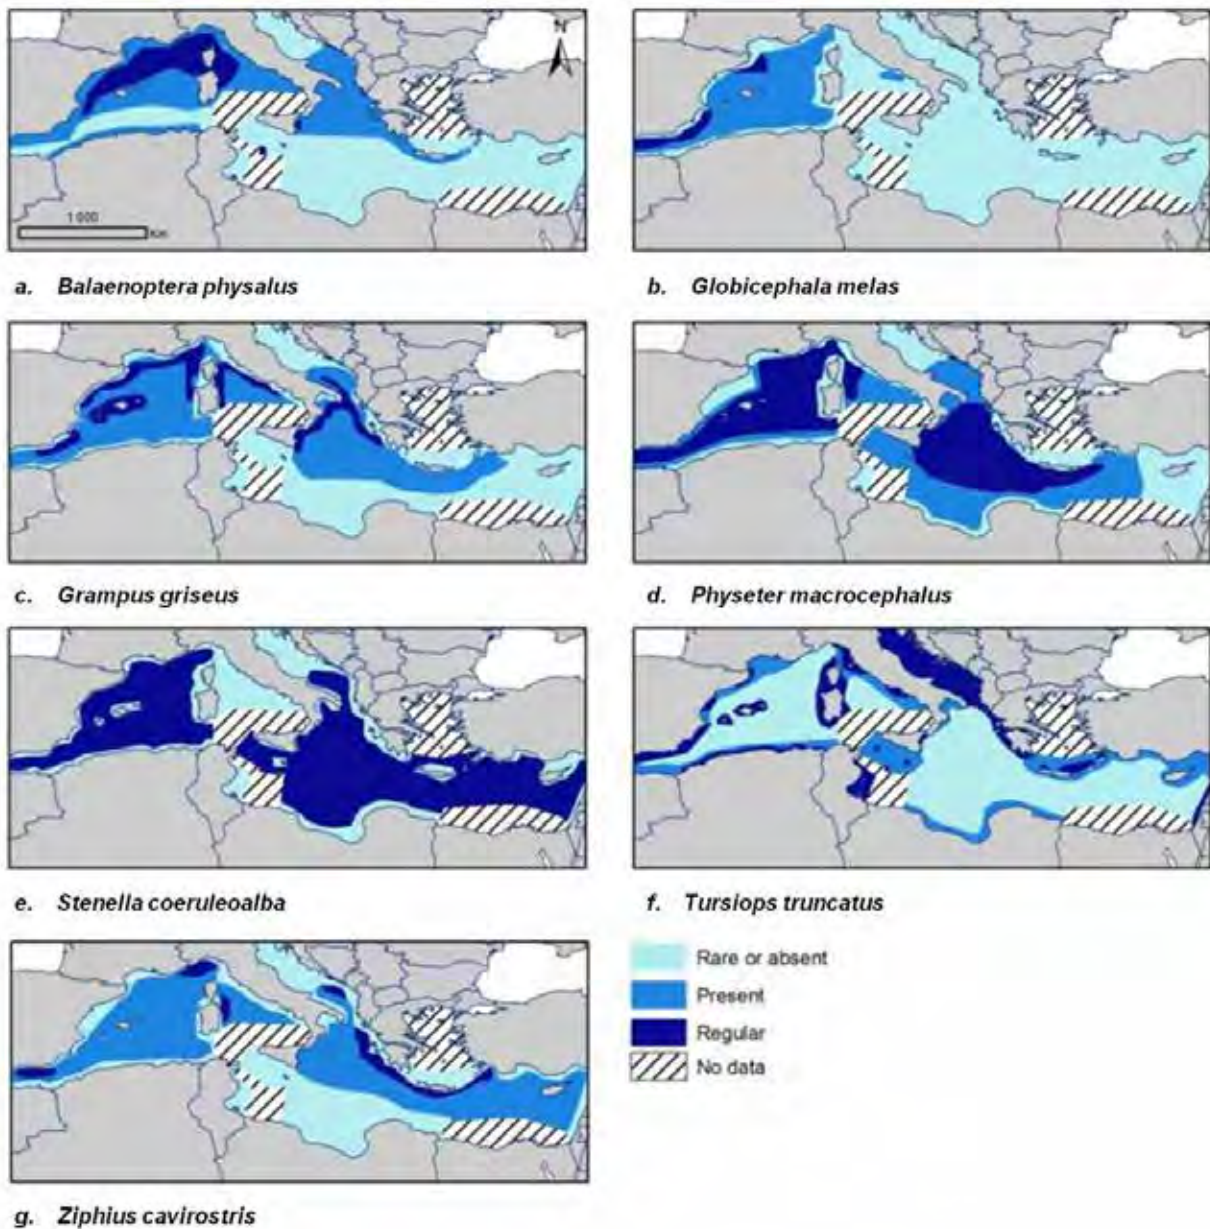 N
1 000
Km
a. Balaenoptera physalus
b. Globicephala melas
c. Grampus griseus
d. Physeter macrocephalus
e. Stenella coeruleoalba
f. Tursiops truncatus
Rare or absent
Present
Regular
No data
g. Ziphius cavirostris